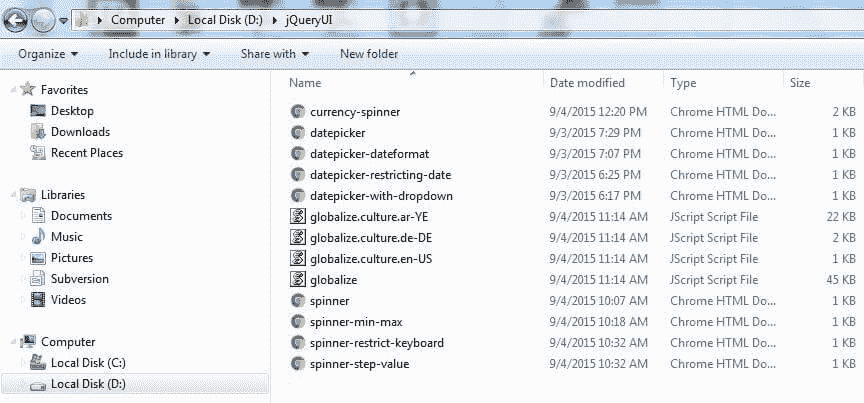 Computer Local Disk (D:) jQueryUI
Organize Include in library Share with New folder
Favorites
Desktop
Downloads
Recent Places
Libraries
Documents
Music
Pictures
Subversion
Videos
Computer
Local Disk (C:)
Local Disk (D:)
Name Date modified Type Size
currency-spinner 9/4/2015 12:20 PM Chrome HTML Do... 2 KB
datepicker 9/3/2015 7:29 PM Chrome HTML Do... 1 KB
datepicker-dateformat 9/3/2015 7:07 PM Chrome HTML Do... 1 KB
datepicker-restricting-date 9/3/2015 6:25 PM Chrome HTML Do... 1 KB
datepicker-with-dropdown 9/3/2015 6:17 PM Chrome HTML Do... 1 KB
globalize.culture.ar-YE 9/4/2015 11:14 AM JScript Script File 22 KB
globalize.culture.de-DE 9/4/2015 11:14 AM JScript Script File 2 KB
globalize.culture.en-US 9/4/2015 11:14 AM JScript Script File 1 KB
globalize 9/4/2015 11:14 AM JScript Script File 45 KB
spinner 9/4/2015 10:07 AM Chrome HTML Do... 1 KB
spinner-min-max 9/4/2015 10:18 AM Chrome HTML Do... 1 KB
spinner-restrict-keyboard 9/4/2015 10:32 AM Chrome HTML Do... 1 KB
spinner-step-value 9/4/2015 10:32 AM Chrome HTML Do... 1 KB